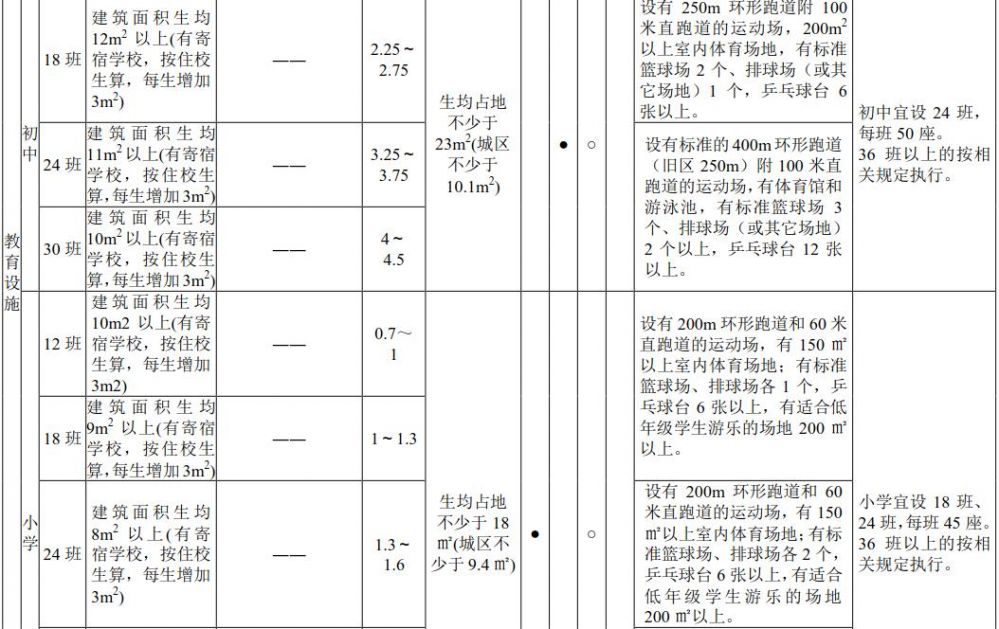 教
育
设
施
初
中
18 班
建筑面积生均
12m² 以上(有寄
宿学校，按住校
生算，每生增加
3m²)
——
2.25～
2.75
生均占地
不少于
23m²(城区
不少于
10.1m²)
●
○
设有 250m 环形跑道附 100
米直跑道的运动场，200m²
以上室内体育场地，有标准
篮球场 2 个、排球场（或其
它场地）1 个，乒乓球台 6
张以上。
初中宜设 24 班，
每班 50 座。
36 班以上的按相
关规定执行。
24 班
建筑面积生均
11m²以上(有寄宿
学校，按住校生
算,每生增加3m²)
——
3.25～
3.75
设有标准的400m环形跑道
（旧区 250m）附 100 米直
跑道的运动场，有体育馆和
游泳池，有标准篮球场 3
个、排球场（或其它场地）
2 个以上，乒乓球台 12 张
以上。
30 班
建筑面积生均
10m²以上(有寄宿
学校，按住校生
算,每生增加3m²)
——
4～
4.5
小
学
12 班
建筑面积生均
10m2 以上(有寄
宿学校，按住校
生算，每生增加
3m2)
——
0.7～
1
生均占地
不少于 18
㎡(城区不
少于 9.4 ㎡)
●
○
设有 200m 环形跑道和 60 米
直跑道的运动场，有 150 ㎡
以上室内体育场地；有标准
篮球场、排球场各 1 个，乒
乓球台 6 张以上，有适合低
年级学生游乐的场地 200 ㎡
以上。
小学宜设 18 班、
24 班,每班 45 座。
36 班以上的按相
关规定执行。
18 班
建筑面积生均
9m² 以上(有寄宿
学校，按住校生
算,每生增加3m²)
——
1～1.3
24 班
建筑面积生均
8m² 以上(有寄
宿学校，按住校
生算，每生增加
3m²)
——
1.3～
1.6
设有 200m 环形跑道和 60
米直跑道的运动场，有 150
㎡以上室内体育场地;有标
准篮球场、排球场各 2 个，
乒乓球台 6 张以上,有适合
低年级学生游乐的场地
200 ㎡以上。